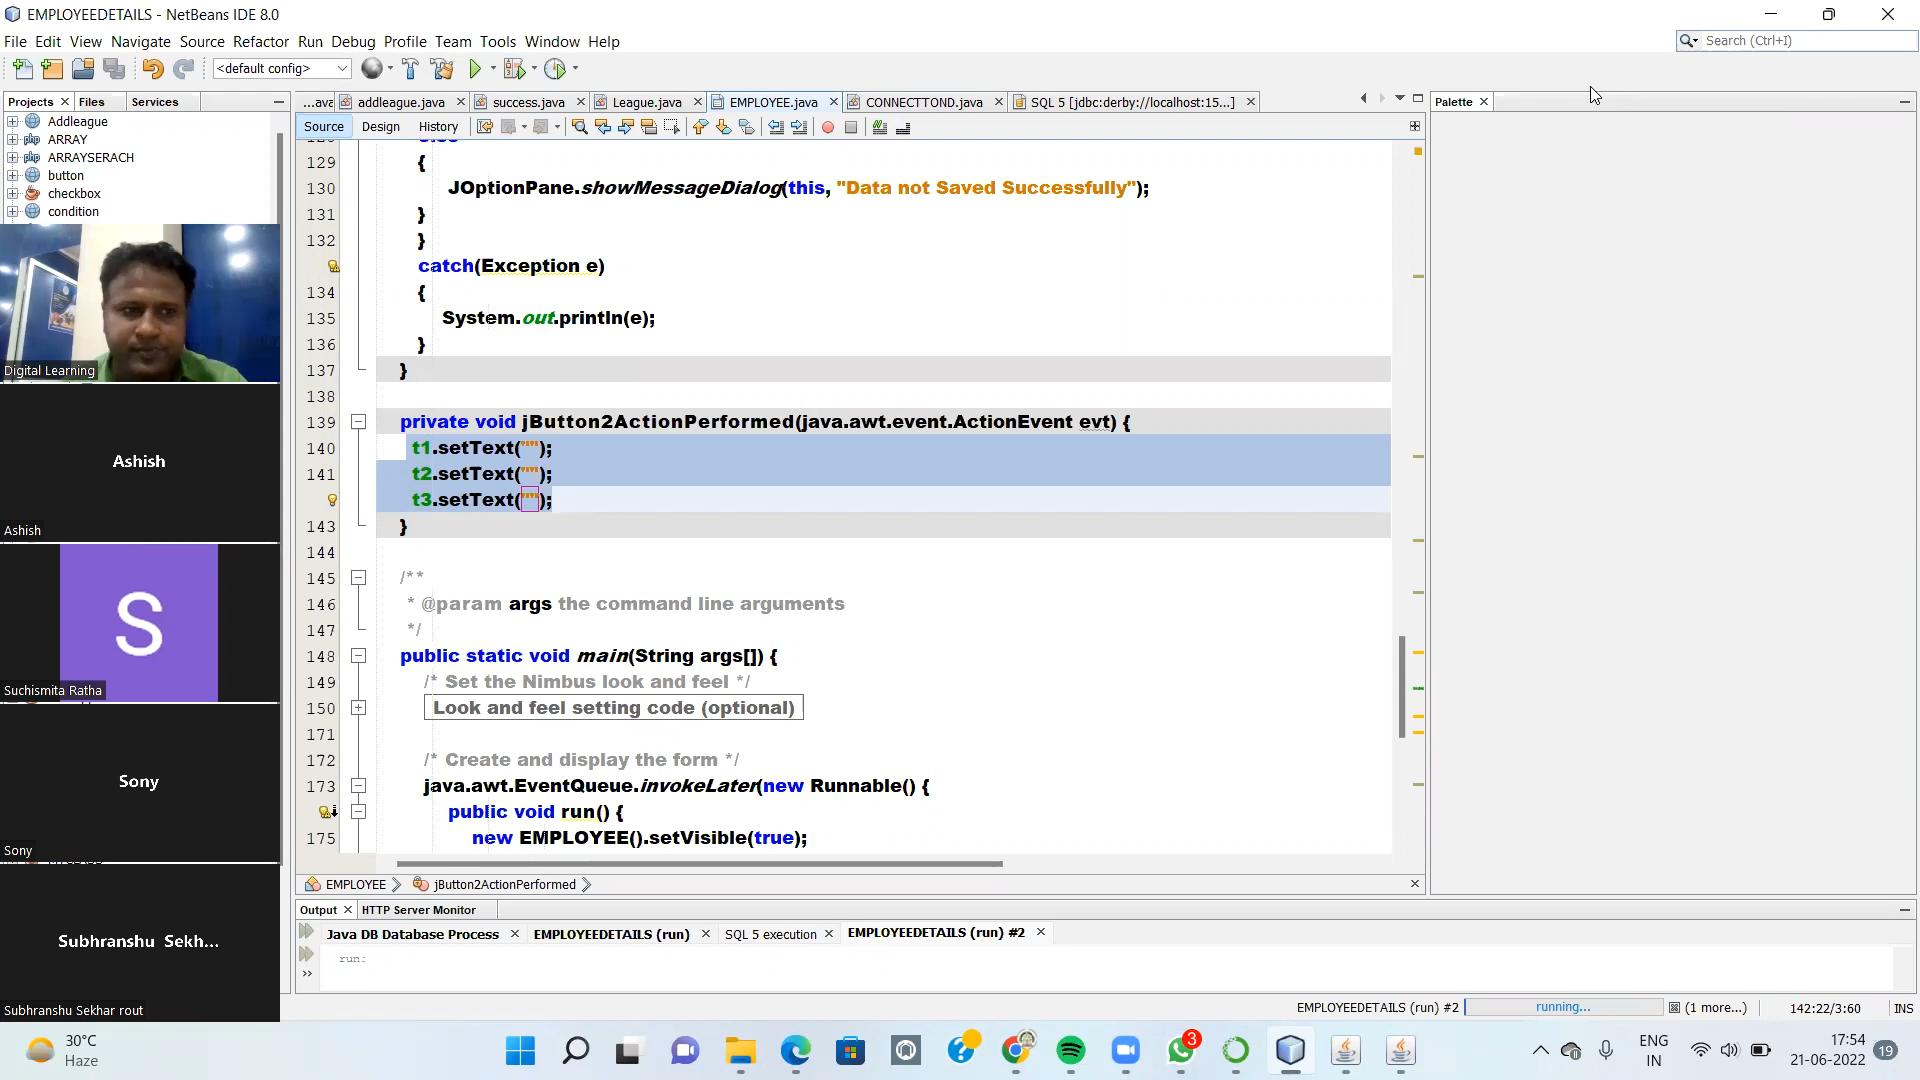 EMPLOYEEDETAILS - NetBeans IDE 8.0
File Edit View Navigate Source Refactor Run Debug Profile Team Tools Window Help
Search (Ctrl+I)
<default config>
Projects Files Services
...ava addleague.java success.java League.java EMPLOYEE.java CONNECTTOND.java SQL 5 [jdbc:derby://localhost:15...]
Palette
Source Design History
Addleague
ARRAY
ARRAYSERACH
button
checkbox
condition
129 {
130 JOptionPane.showMessageDialog(this, "Data not Saved Successfully");
131 }
132 }
catch(Exception e)
134 {
135 System.out.println(e);
136 }
137 }
138
139 private void jButton2ActionPerformed(java.awt.event.ActionEvent evt) {
140 t1.setText("");
141 t2.setText("");
t3.setText("");
143 }
144
145 /**
146 * @param args the command line arguments
147 */
148 public static void main(String args[]) {
149 /* Set the Nimbus look and feel */
150 Look and feel setting code (optional)
171
172 /* Create and display the form */
173 java.awt.EventQueue.invokeLater(new Runnable() {
public void run() {
175 new EMPLOYEE().setVisible(true);
Digital Learning
Ashish
Ashish
S
Suchismita Ratha
Sony
Sony
Subhranshu Sekh...
Subhranshu Sekhar rout
EMPLOYEE jButton2ActionPerformed
Output HTTP Server Monitor
Java DB Database Process EMPLOYEEDETAILS (run) SQL 5 execution EMPLOYEEDETAILS (run) #2
run:
EMPLOYEEDETAILS (run) #2 running... (1 more...) 142:22/3:60 INS
30°C
Haze
3
ENG
IN
17:54
21-06-2022
19